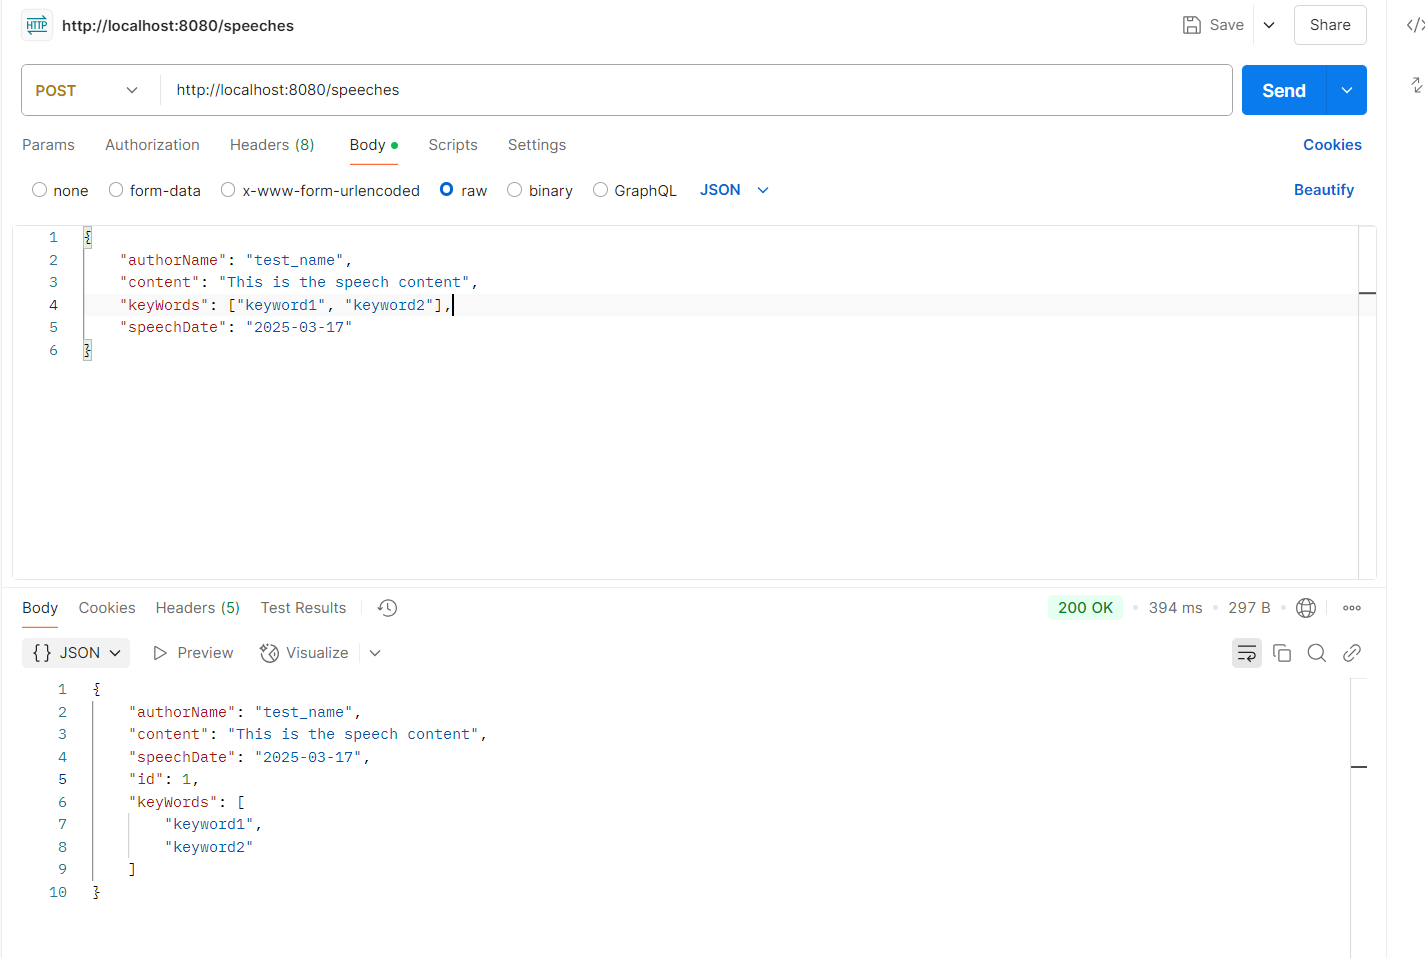 HTTP http://localhost:8080/speeches Save Share
POST http://localhost:8080/speeches Send
Params Authorization Headers (8) Body Scripts Settings Cookies
none form-data x-www-form-urlencoded raw binary GraphQL JSON Beautify
1 {
2 "authorName": "test_name",
3 "content": "This is the speech content",
4 "keyWords": ["keyword1", "keyword2"],
5 "speechDate": "2025-03-17"
6 }
Body Cookies Headers (5) Test Results 200 OK 394 ms 297 B
{} JSON Preview Visualize
1 {
2 "authorName": "test_name",
3 "content": "This is the speech content",
4 "speechDate": "2025-03-17",
5 "id": 1,
6 "keyWords": [
7 "keyword1",
8 "keyword2"
9 ]
10 }